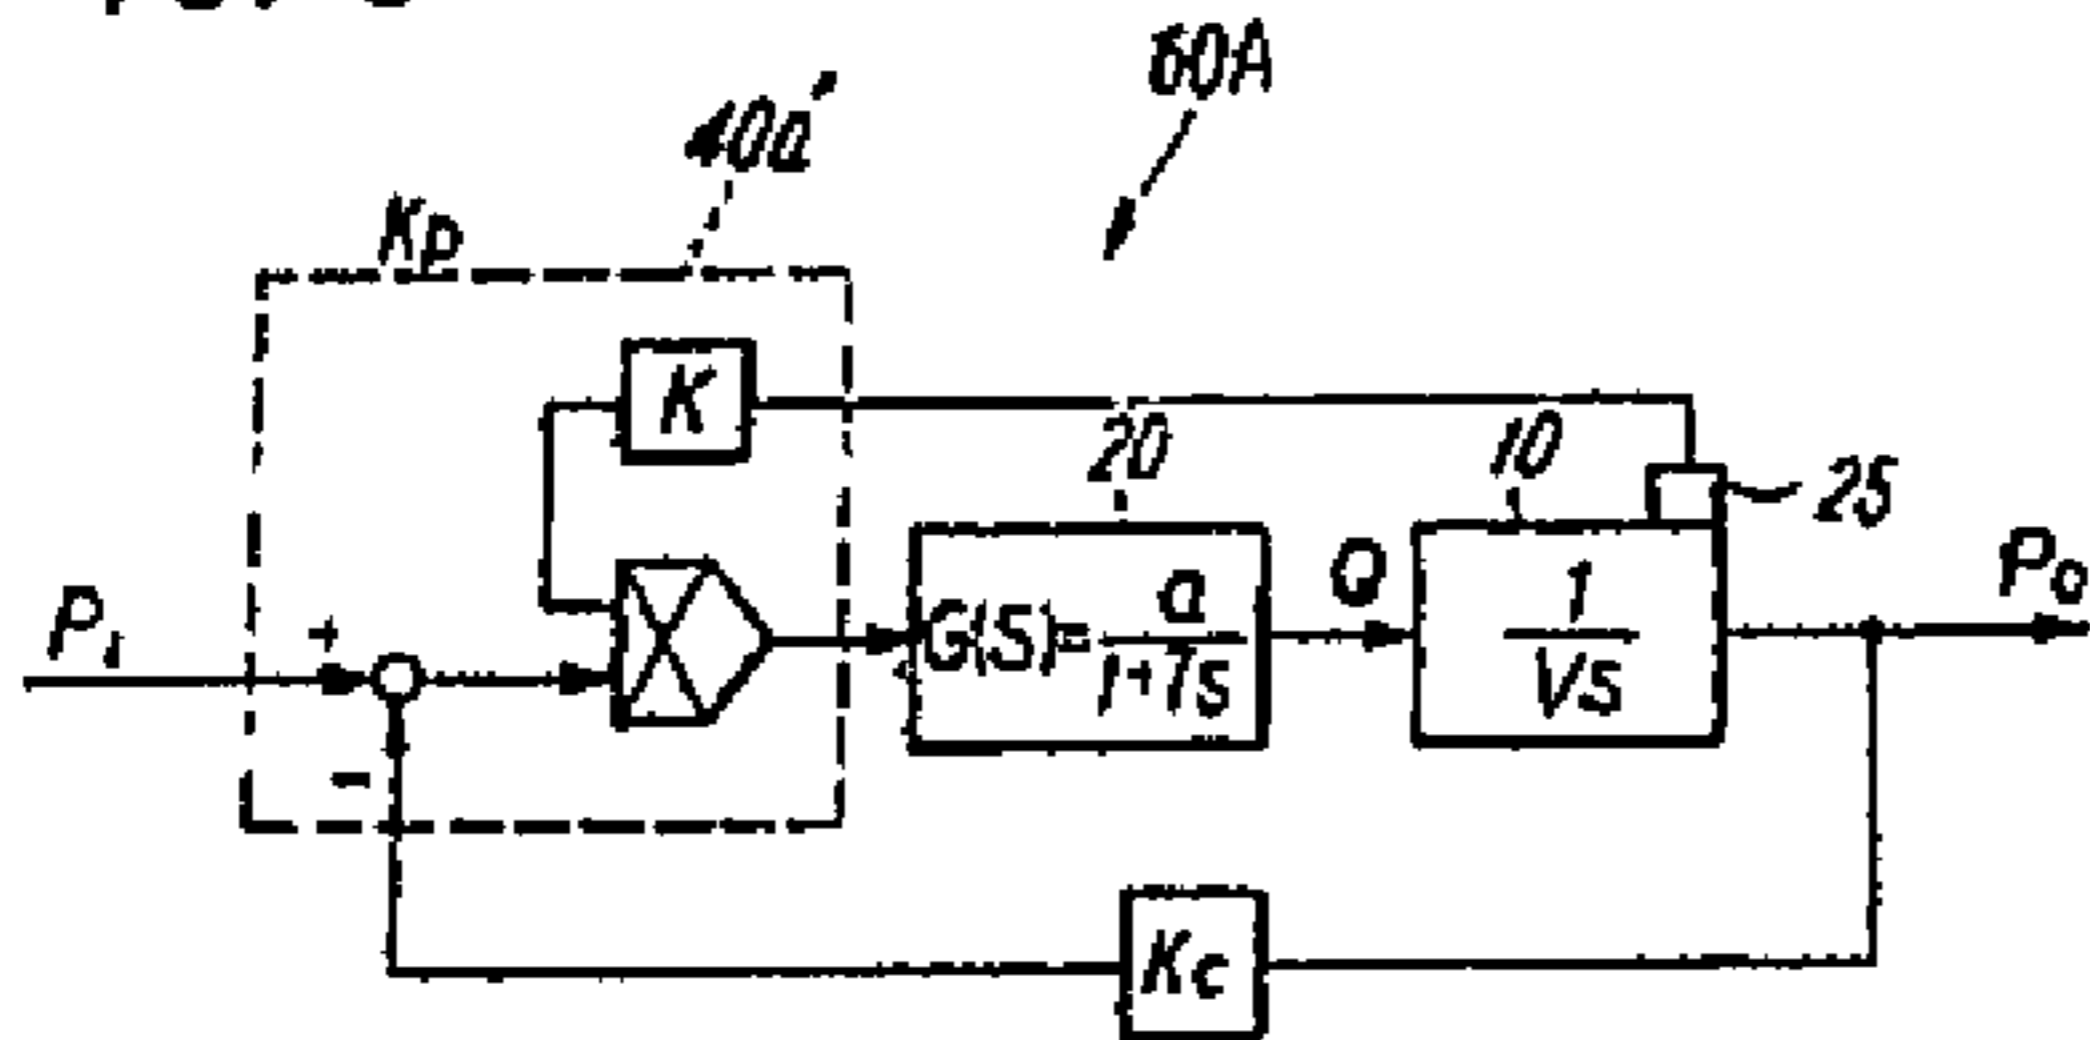 60A
40a'
Kp
K
20
10
25
Pi
+
G(S)= a / 1+Ts
Q
1 / Vs
Po
-
Kc